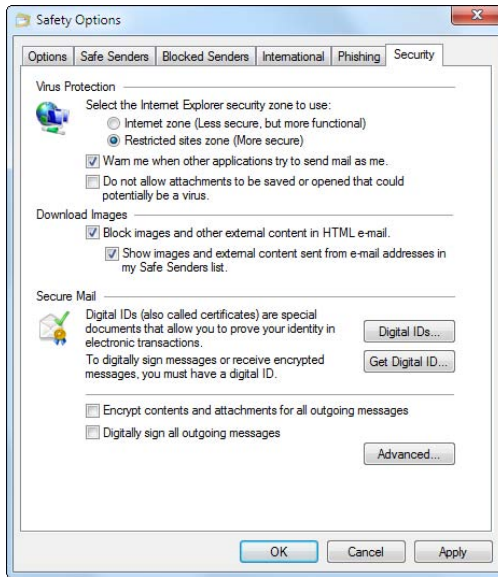 Safety Options
Options Safe Senders Blocked Senders International Phishing Security
Virus Protection
Select the Internet Explorer security zone to use:
Internet zone (Less secure, but more functional)
Restricted sites zone (More secure)
Warn me when other applications try to send mail as me.
Do not allow attachments to be saved or opened that could
potentially be a virus.
Download Images
Block images and other external content in HTML e-mail.
Show images and external content sent from e-mail addresses in
my Safe Senders list.
Secure Mail
Digital IDs (also called certificates) are special
documents that allow you to prove your identity in
electronic transactions.
Digital IDs...
To digitally sign messages or receive encrypted
messages, you must have a digital ID.
Get Digital ID...
Encrypt contents and attachments for all outgoing messages
Digitally sign all outgoing messages
Advanced...
OK Cancel Apply